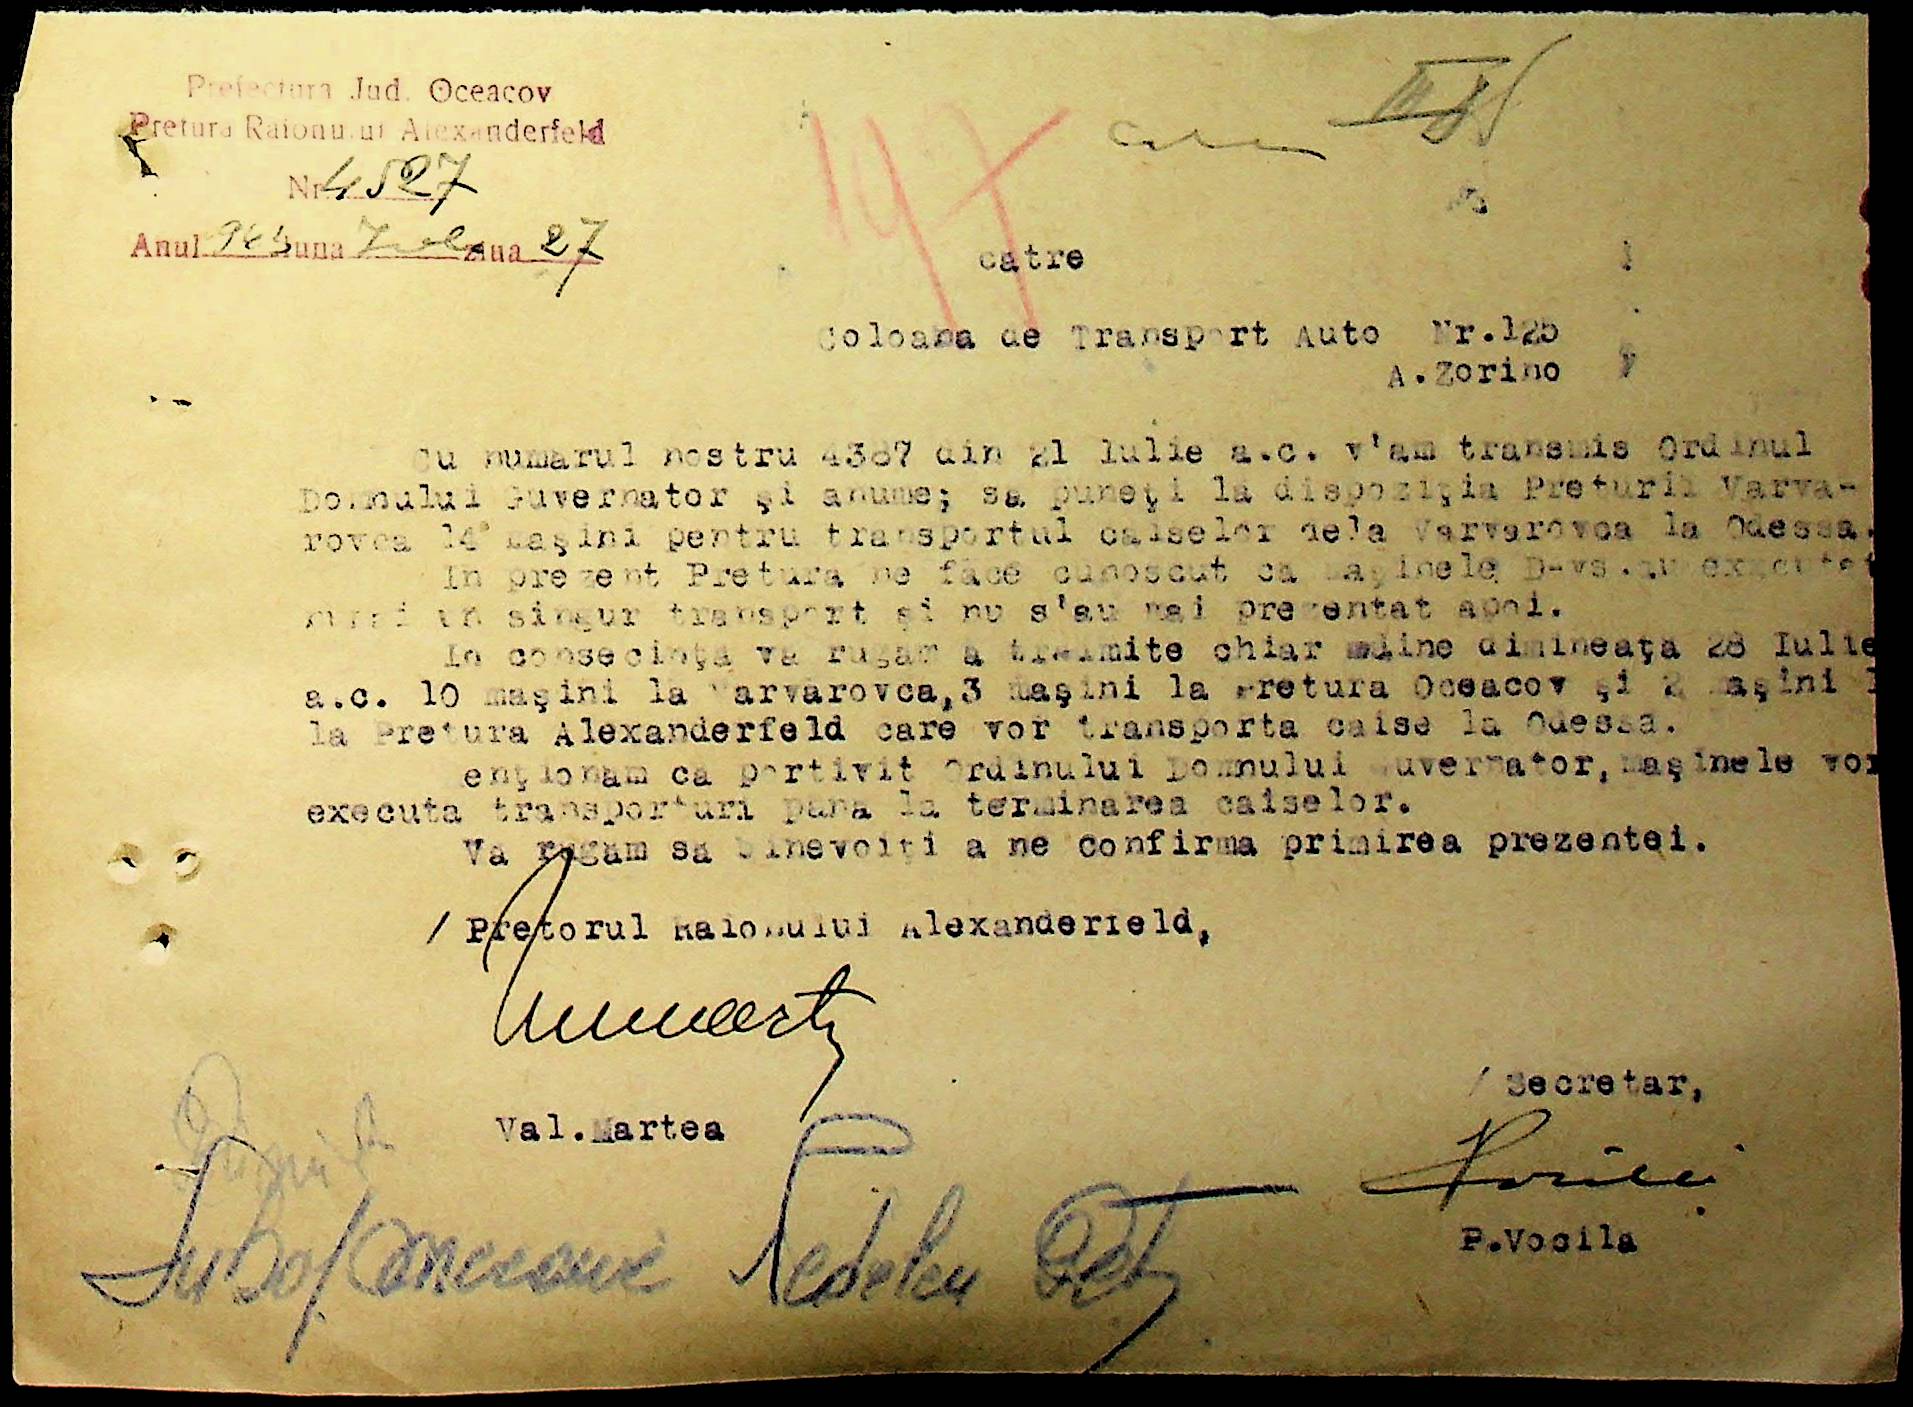 Prefectura Jud. Oceacov
Pretura Raionului Alexanderfeld
Nr. 4527
Anul 943 Luna Iulie ziua 27
catre
Coloana de Transport Auto Nr.125
A.Zorino
Cu numarul nostru 4387 din 21 Iulie a.c. v'am transmis Ordinul
Domnului Guvernator şi anume; sa puneţi la dispoziţia Preturii Varva-
rovca 14 maşini pentru transportul caiselor dela Varvarovca la Odessa.
In prezent Pretura ne face cunoscut ca maşinele D-vs.au executat
numai un singur transport şi nu s'au mai prezentat apoi.
In consecinţa va rugam a trimite chiar mâine dimineaţa 28 Iulie
a.c. 10 maşini la Varvarovca,3 maşini la Pretura Oceacov şi 2 maşini l
la Pretura Alexanderfeld care vor transporta caise la Odessa.
Menţionam ca potrivit Ordinului Domnului Guvernator,maşinele vor
executa transporturi pana la terminarea caiselor.
Va rugam sa binevoiţi a ne confirma primirea prezentei.
/ Pretorul Raionului Alexanderfeld,
Val.Martea
/ Secretar,
P.Vocila
Nedelcu